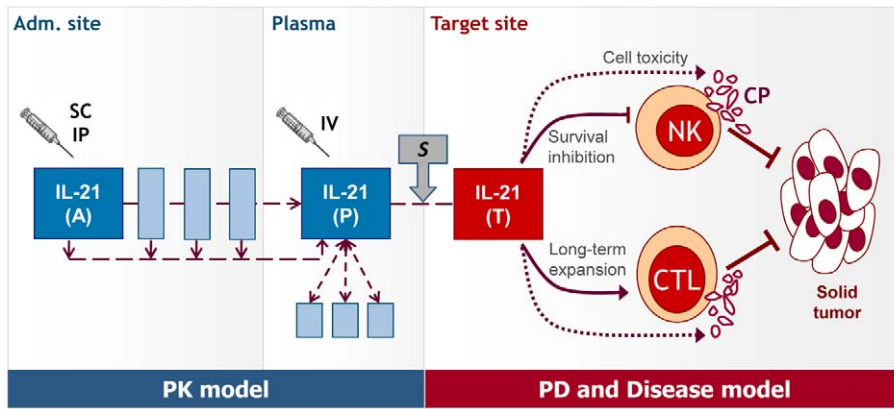 Adm. site
Plasma
Target site
SC
IP
IV
S
IL-21
(A)
IL-21
(P)
IL-21
(T)
Cell toxicity
CP
NK
Survival
inhibition
Long-term
expansion
CTL
Solid
tumor
PK model
PD and Disease model